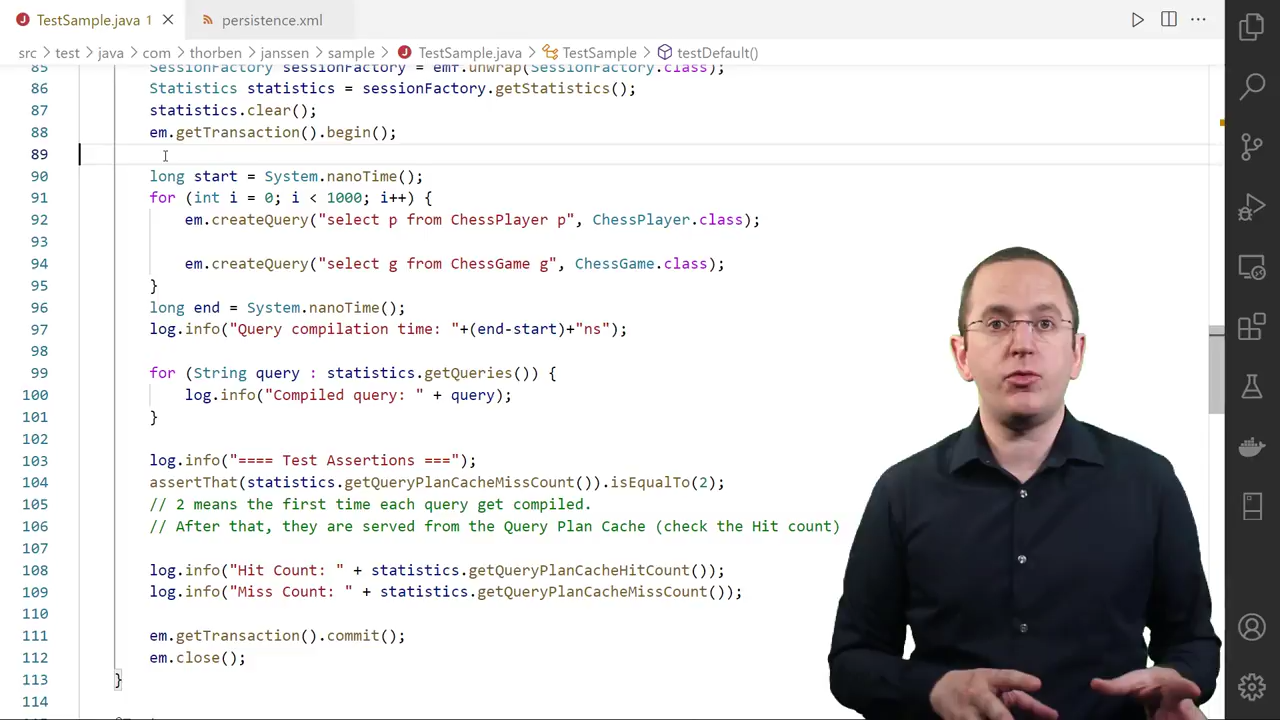 TestSample.java 1
persistence.xml
src > test > java > com > thorben > janssen > sample > TestSample.java > TestSample > testDefault()
85 SessionFactory sessionFactory = emf.unwrap(SessionFactory.class);
86 Statistics statistics = sessionFactory.getStatistics();
87 statistics.clear();
88 em.getTransaction().begin();
89
90 long start = System.nanoTime();
91 for (int i = 0; i < 1000; i++) {
92 em.createQuery("select p from ChessPlayer p", ChessPlayer.class);
93
94 em.createQuery("select g from ChessGame g", ChessGame.class);
95 }
96 long end = System.nanoTime();
97 log.info("Query compilation time: "+(end-start)+"ns");
98
99 for (String query : statistics.getQueries()) {
100 log.info("Compiled query: " + query);
101 }
102
103 log.info("==== Test Assertions ===");
104 assertThat(statistics.getQueryPlanCacheMissCount()).isEqualTo(2);
105 // 2 means the first time each query get compiled.
106 // After that, they are served from the Query Plan Cache (check the Hit count)
107
108 log.info("Hit Count: " + statistics.getQueryPlanCacheHitCount());
109 log.info("Miss Count: " + statistics.getQueryPlanCacheMissCount());
110
111 em.getTransaction().commit();
112 em.close();
113 }
114